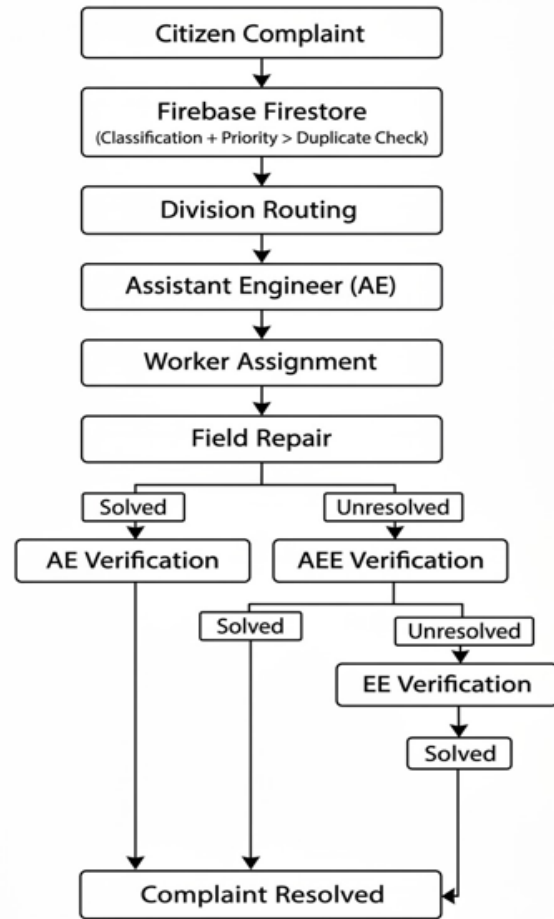 Citizen Complaint
Firebase Firestore
(Classification + Priority > Duplicate Check)
Division Routing
Assistant Engineer (AE)
Worker Assignment
Field Repair
Solved
Unresolved
AE Verification
AEE Verification
Solved
Unresolved
EE Verification
Solved
Complaint Resolved